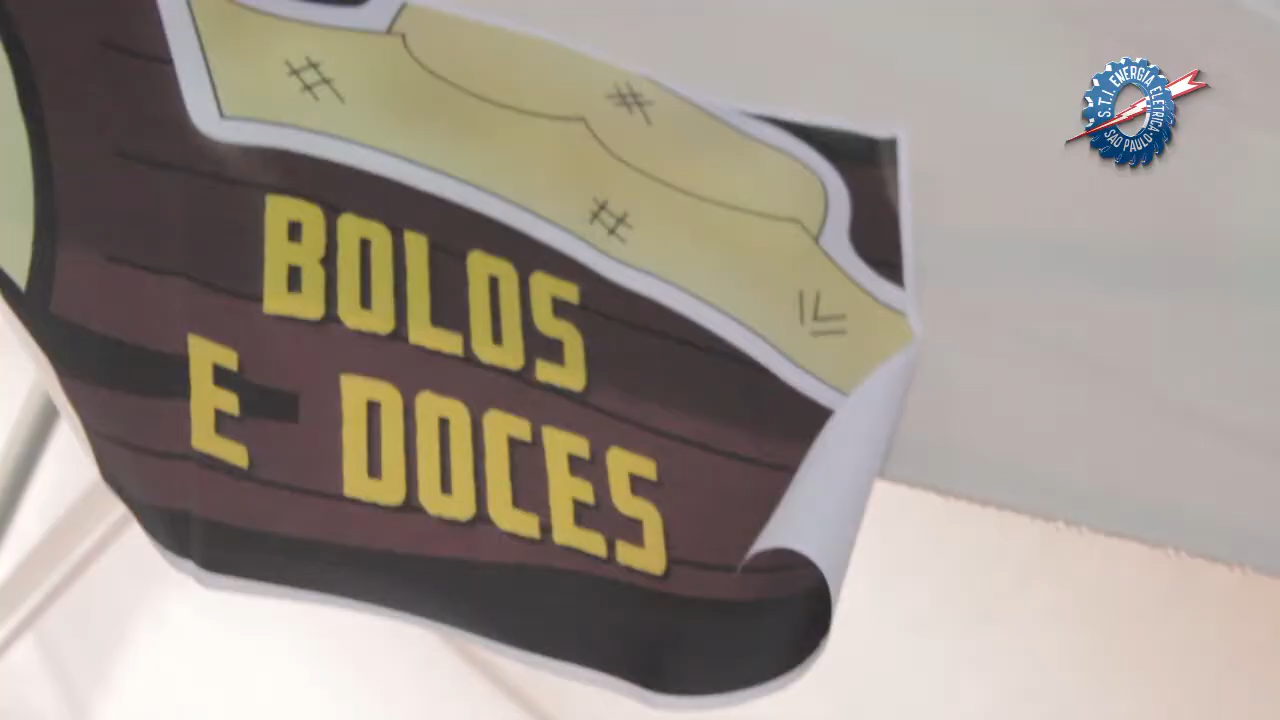 BOLOS
E DOCES
S.T.I. ENERGIA ELÉTRICA
SÃO PAULO